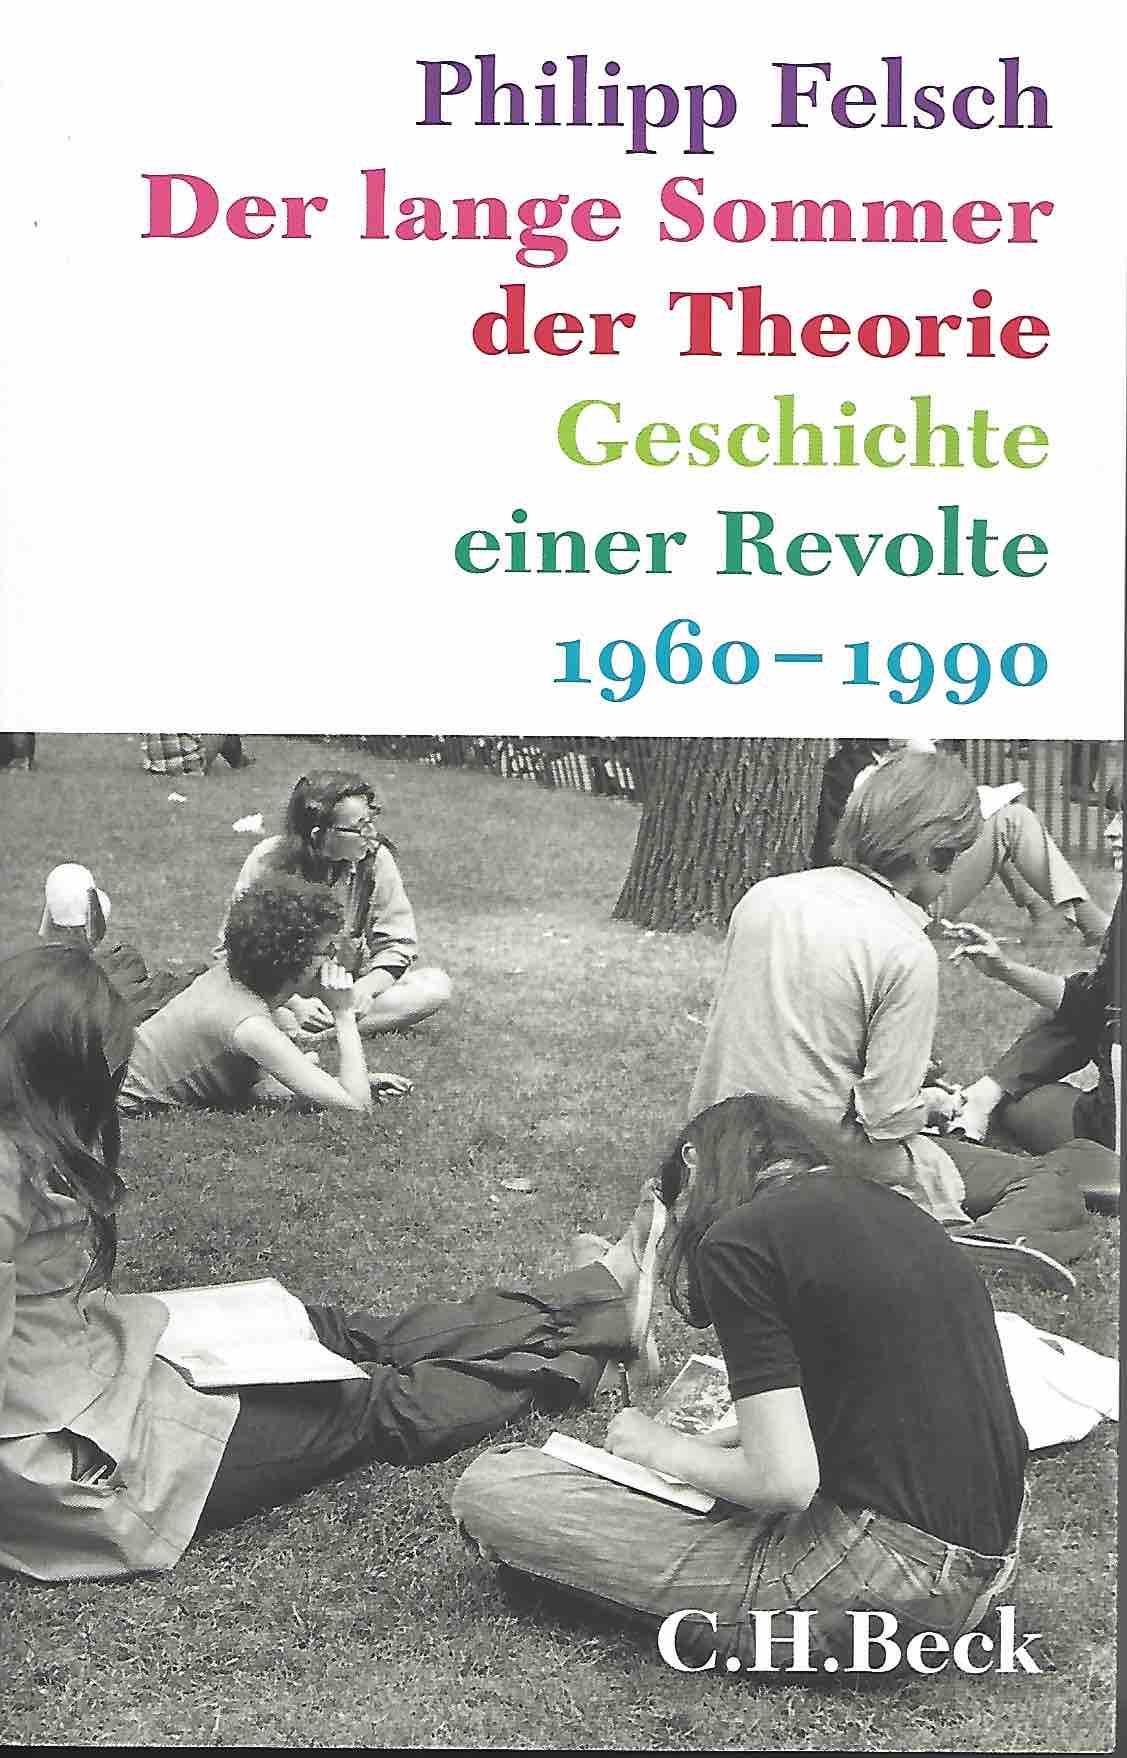 Philipp Felsch
Der lange Sommer
der Theorie
Geschichte
einer Revolte
1960–1990
C.H.Beck